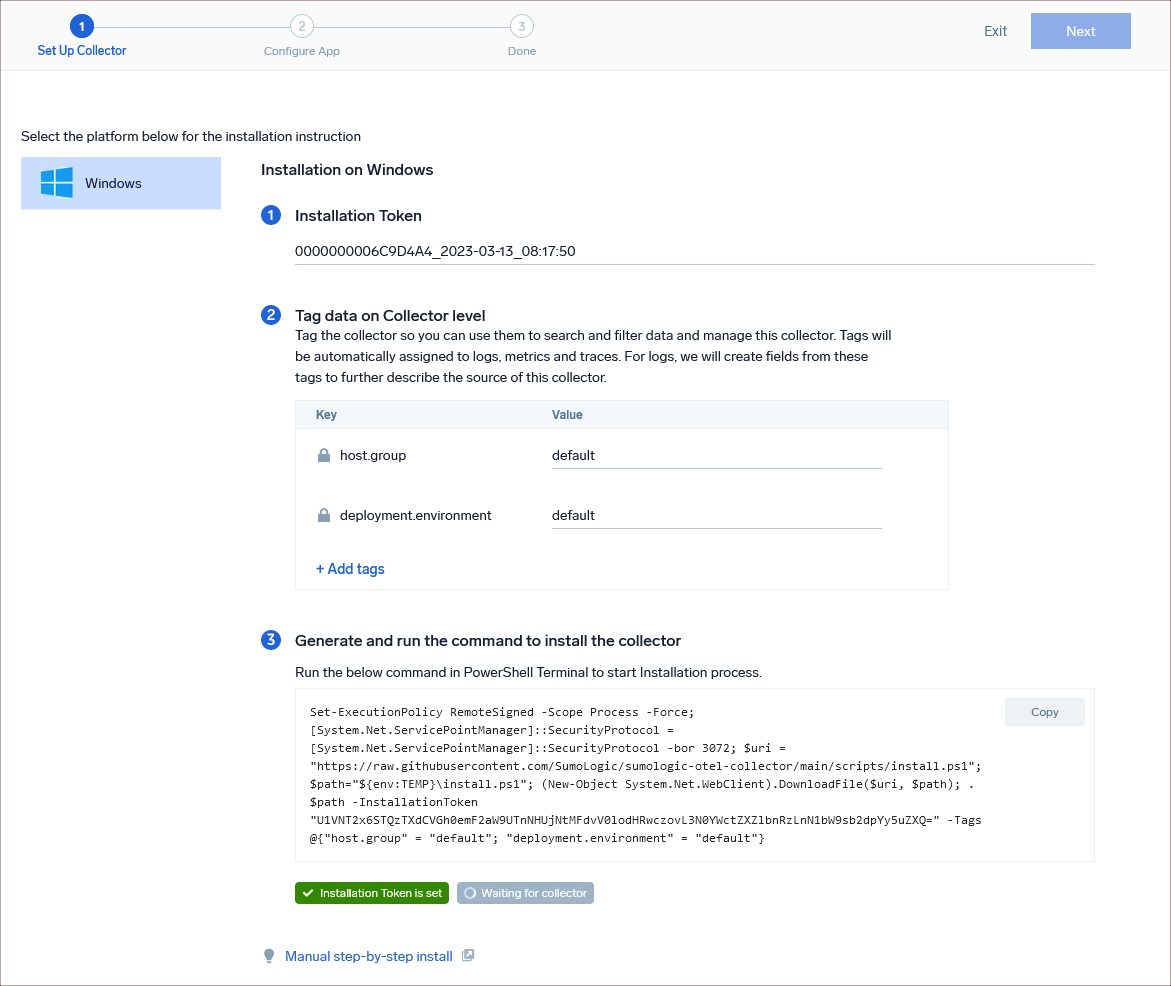 1
2
3
Set Up Collector
Configure App
Done
Exit
Next
Select the platform below for the installation instruction
Windows
Installation on Windows
1 Installation Token
0000000006C9D4A4_2023-03-13_08:17:50
2 Tag data on Collector level
Tag the collector so you can use them to search and filter data and manage this collector. Tags will
be automatically assigned to logs, metrics and traces. For logs, we will create fields from these
tags to further describe the source of this collector.
Key Value
host.group default
deployment.environment default
+ Add tags
3 Generate and run the command to install the collector
Run the below command in PowerShell Terminal to start Installation process.
Copy
Set-ExecutionPolicy RemoteSigned -Scope Process -Force;
[System.Net.ServicePointManager]::SecurityProtocol =
[System.Net.ServicePointManager]::SecurityProtocol -bor 3072; $uri =
"https://raw.githubusercontent.com/SumoLogic/sumologic-otel-collector/main/scripts/install.ps1";
$path="${env:TEMP}\install.ps1"; (New-Object System.Net.WebClient).DownloadFile($uri, $path); .
$path -InstallationToken
"U1VNT2x6STQzTXdCVGh0emF2aW9UTnNHUjNtMFdvV0lodHRwczovL3N0YWctZXZlbnRzLnN1bW9sb2dpYy5uZXQ=" -Tags
@{"host.group" = "default"; "deployment.environment" = "default"}
Installation Token is set
Waiting for collector
Manual step-by-step install